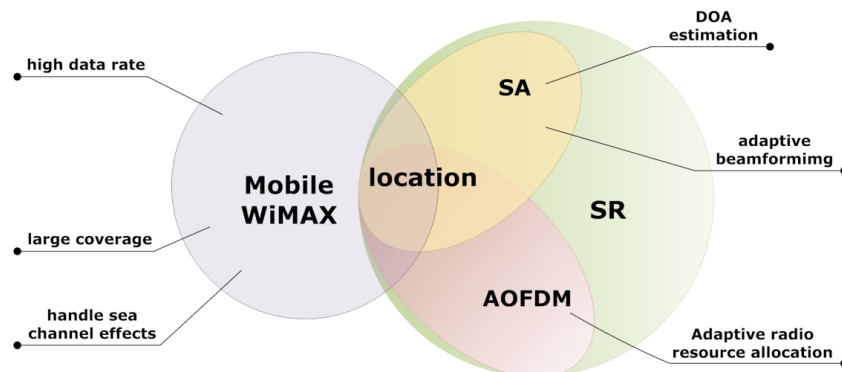 DOA
estimation
high data rate
SA
adaptive
beamformimg
location
Mobile
WiMAX
SR
large coverage
AOFDM
handle sea
channel effects
Adaptive radio
resource allocation